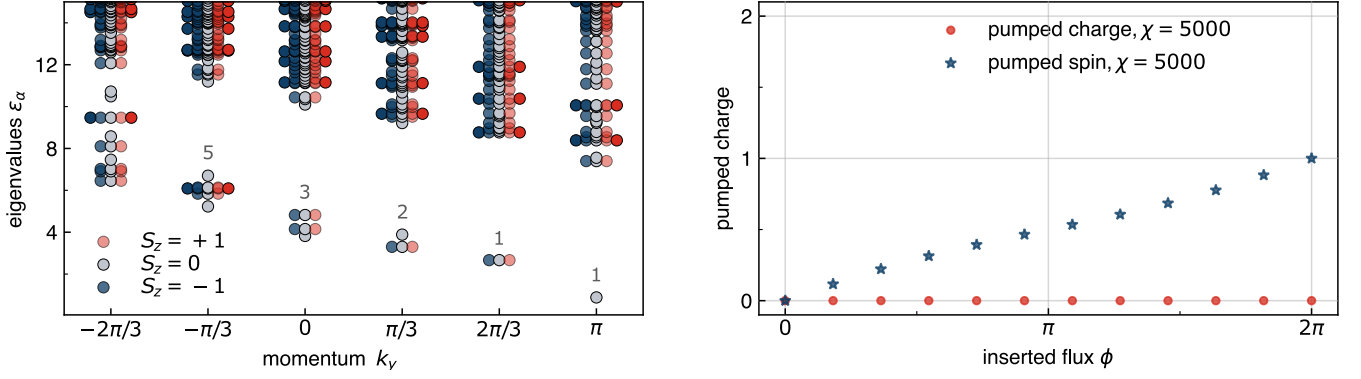 eigenvalues ε_α
12
8
4
5
3
2
1
1
S_z = +1
S_z = 0
S_z = −1
−2π/3 −π/3 0 π/3 2π/3 π
momentum k_y
pumped charge
2
1
0
pumped charge, χ = 5000
pumped spin, χ = 5000
0 π 2π
inserted flux ϕ